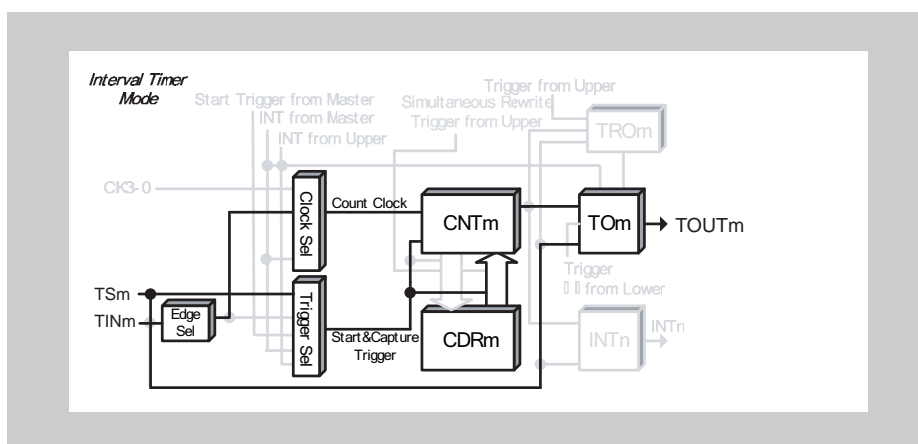 Interval Timer
Mode
Trigger from Upper
Start Trigger from Master
Simultaneous Rewrite
INT from Master
Trigger from Upper
INT from Upper
TROm
CK3-0
Clock Sel
Count Clock
CNTm
TOm
TOUTm
Trigger
from Lower
TSm
TINm
Edge
Sel
Trigger Sel
Start&Capture
Trigger
CDRm
INTn
INTn